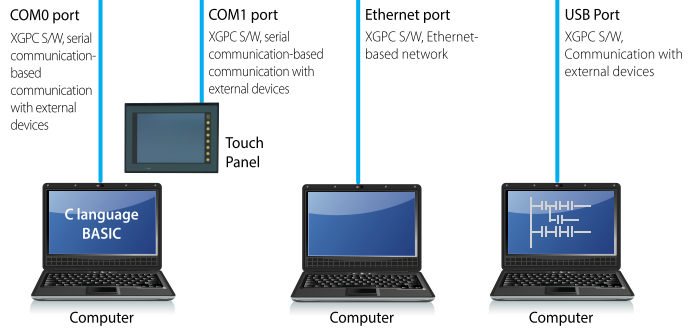 COM0 port
XGPC S/W, serial
communication-
based
communication
with external
devices
COM1 port
XGPC S/W, serial
communication-based
communication with
external devices
Ethernet port
XGPC S/W, Ethernet-
based network
USB Port
XGPC S/W,
Communication with
external devices
Touch
Panel
C language
BASIC
Computer
Computer
Computer